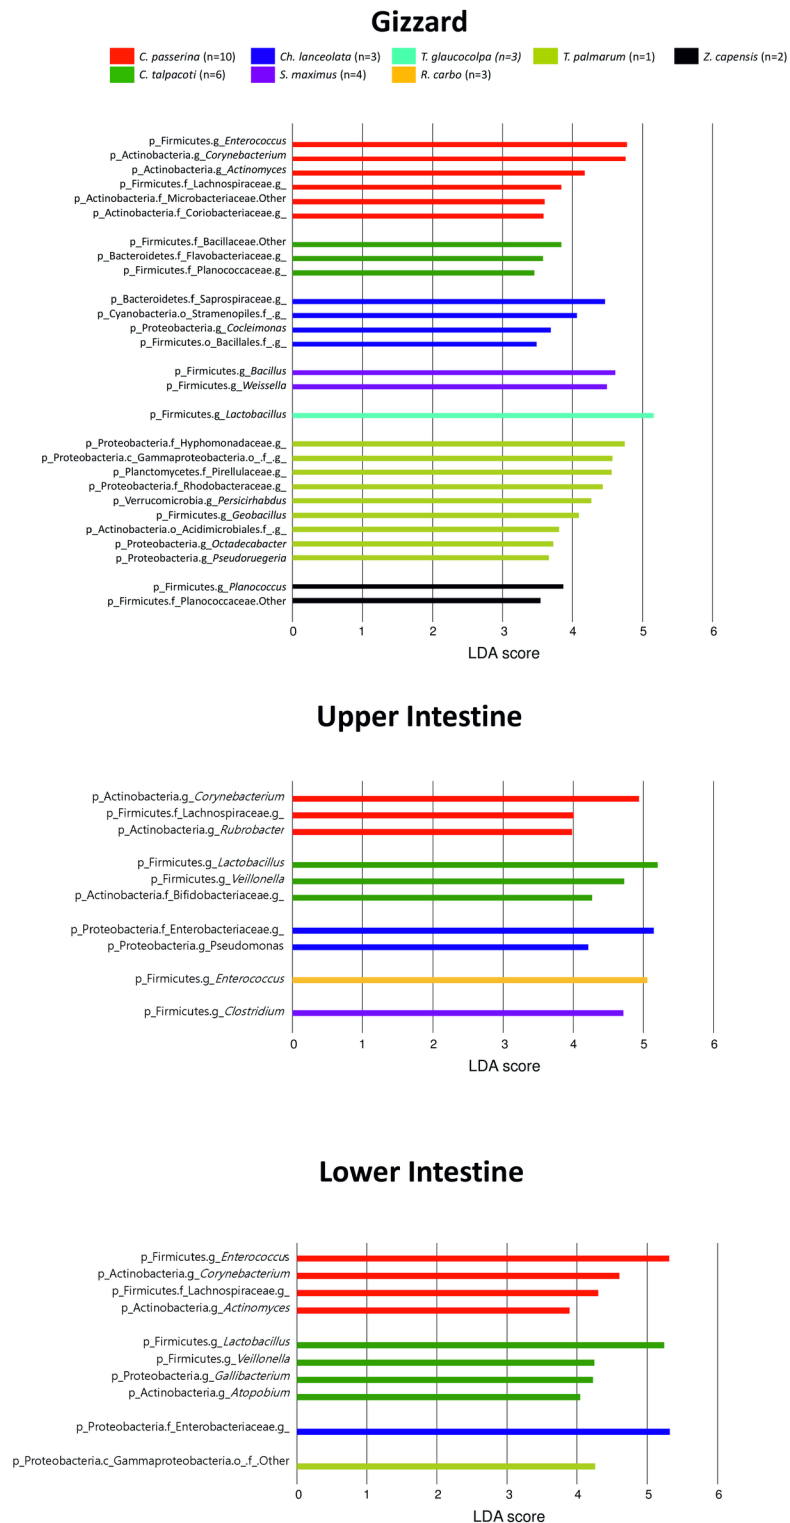 Gizzard
C. passerina (n=10) Ch. lanceolata (n=3) T. glaucocolpa (n=3) T. palmarum (n=1) Z. capensis (n=2)
C. talpacoti (n=6) S. maximus (n=4) R. carbo (n=3)
p_Firmicutes.g_Enterococcus
p_Actinobacteria.g_Corynebacterium
p_Actinobacteria.g_Actinomyces
p_Firmicutes.f_Lachnospiraceae.g_
p_Actinobacteria.f_Microbacteriaceae.Other
p_Actinobacteria.f_Coriobacteriaceae.g_
p_Firmicutes.f_Bacillaceae.Other
p_Bacteroidetes.f_Flavobacteriaceae.g_
p_Firmicutes.f_Planococcaceae.g_
p_Bacteroidetes.f_Saprospiraceae.g_
p_Cyanobacteria.o_Stramenopiles.f_.g_
p_Proteobacteria.g_Cocleimonas
p_Firmicutes.o_Bacillales.f_.g_
p_Firmicutes.g_Bacillus
p_Firmicutes.g_Weissella
p_Firmicutes.g_Lactobacillus
p_Proteobacteria.f_Hyphomonadaceae.g_
p_Proteobacteria.c_Gammaproteobacteria.o_.f_.g_
p_Planctomycetes.f_Pirellulaceae.g_
p_Proteobacteria.f_Rhodobacteraceae.g_
p_Verrucomicrobia.g_Persicirhabdus
p_Firmicutes.g_Geobacillus
p_Actinobacteria.o_Acidimicrobiales.f_.g_
p_Proteobacteria.g_Octadecabacter
p_Proteobacteria.g_Pseudoruegeria
p_Firmicutes.g_Planococcus
p_Firmicutes.f_Planococcaceae.Other
0 1 2 3 4 5 6
LDA score
Upper Intestine
p_Actinobacteria.g_Corynebacterium
p_Firmicutes.f_Lachnospiraceae.g_
p_Actinobacteria.g_Rubrobacter
p_Firmicutes.g_Lactobacillus
p_Firmicutes.g_Veillonella
p_Actinobacteria.f_Bifidobacteriaceae.g_
p_Proteobacteria.f_Enterobacteriaceae.g_
p_Proteobacteria.g_Pseudomonas
p_Firmicutes.g_Enterococcus
p_Firmicutes.g_Clostridium
0 1 2 3 4 5 6
LDA score
Lower Intestine
p_Firmicutes.g_Enterococcus
p_Actinobacteria.g_Corynebacterium
p_Firmicutes.f_Lachnospiraceae.g_
p_Actinobacteria.g_Actinomyces
p_Firmicutes.g_Lactobacillus
p_Firmicutes.g_Veillonella
p_Proteobacteria.g_Gallibacterium
p_Actinobacteria.g_Atopobium
p_Proteobacteria.f_Enterobacteriaceae.g_
p_Proteobacteria.c_Gammaproteobacteria.o_.f_.Other
0 1 2 3 4 5 6
LDA score